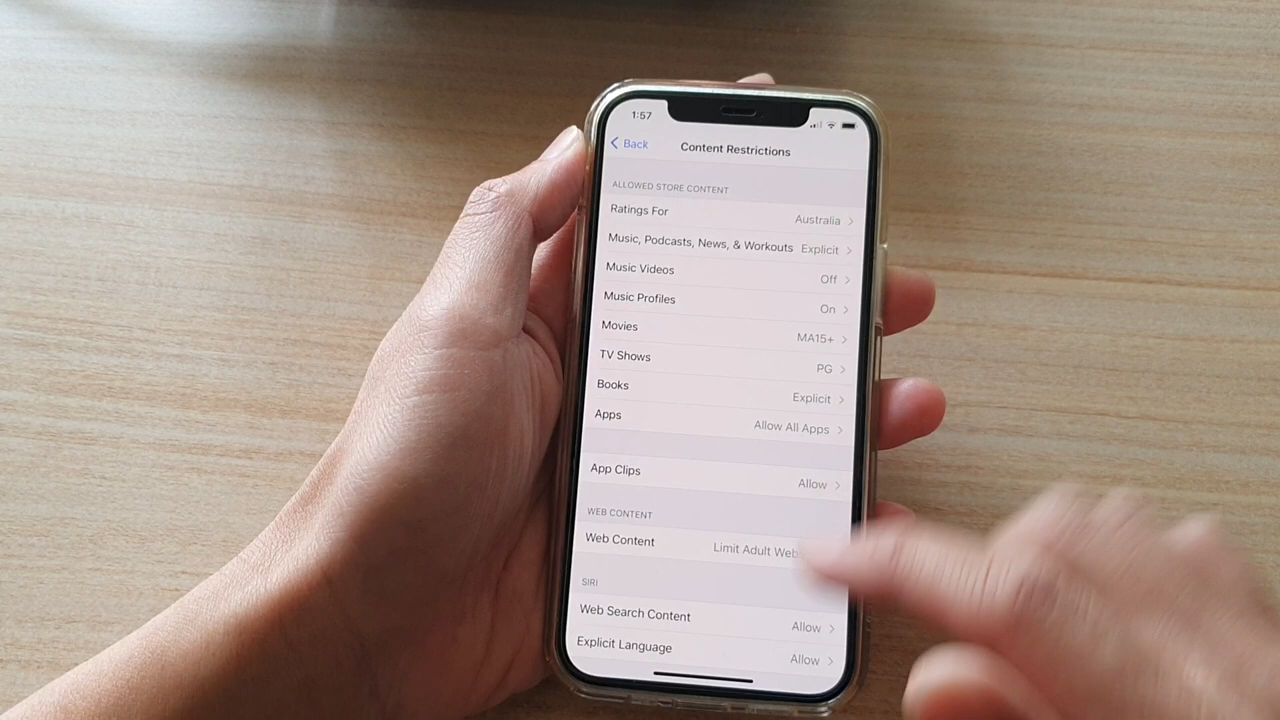 1:57
Back Content Restrictions
ALLOWED STORE CONTENT
Ratings For Australia
Music, Podcasts, News, & Workouts Explicit
Music Videos Off
Music Profiles On
Movies MA15+
TV Shows PG
Books Explicit
Apps Allow All Apps
App Clips Allow
WEB CONTENT
Web Content Limit Adult Web
SIRI
Web Search Content Allow
Explicit Language Allow